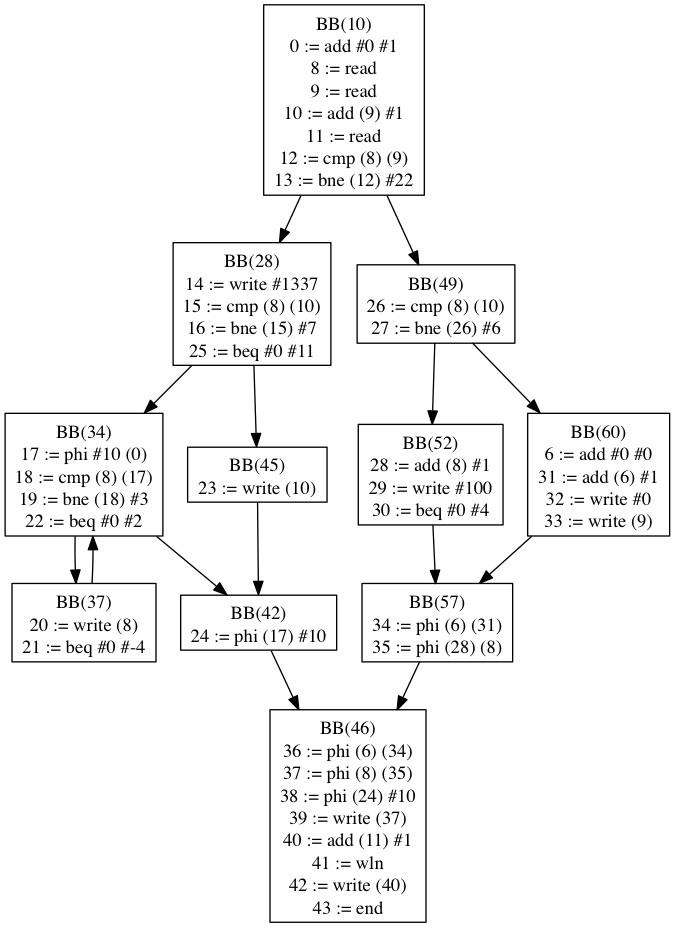 BB(10)
0 := add #0 #1
8 := read
9 := read
10 := add (9) #1
11 := read
12 := cmp (8) (9)
13 := bne (12) #22
BB(28)
14 := write #1337
15 := cmp (8) (10)
16 := bne (15) #7
25 := beq #0 #11
BB(49)
26 := cmp (8) (10)
27 := bne (26) #6
BB(34)
17 := phi #10 (0)
18 := cmp (8) (17)
19 := bne (18) #3
22 := beq #0 #2
BB(45)
23 := write (10)
BB(52)
28 := add (8) #1
29 := write #100
30 := beq #0 #4
BB(60)
6 := add #0 #0
31 := add (6) #1
32 := write #0
33 := write (9)
BB(37)
20 := write (8)
21 := beq #0 #-4
BB(42)
24 := phi (17) #10
BB(57)
34 := phi (6) (31)
35 := phi (28) (8)
BB(46)
36 := phi (6) (34)
37 := phi (8) (35)
38 := phi (24) #10
39 := write (37)
40 := add (11) #1
41 := wln
42 := write (40)
43 := end